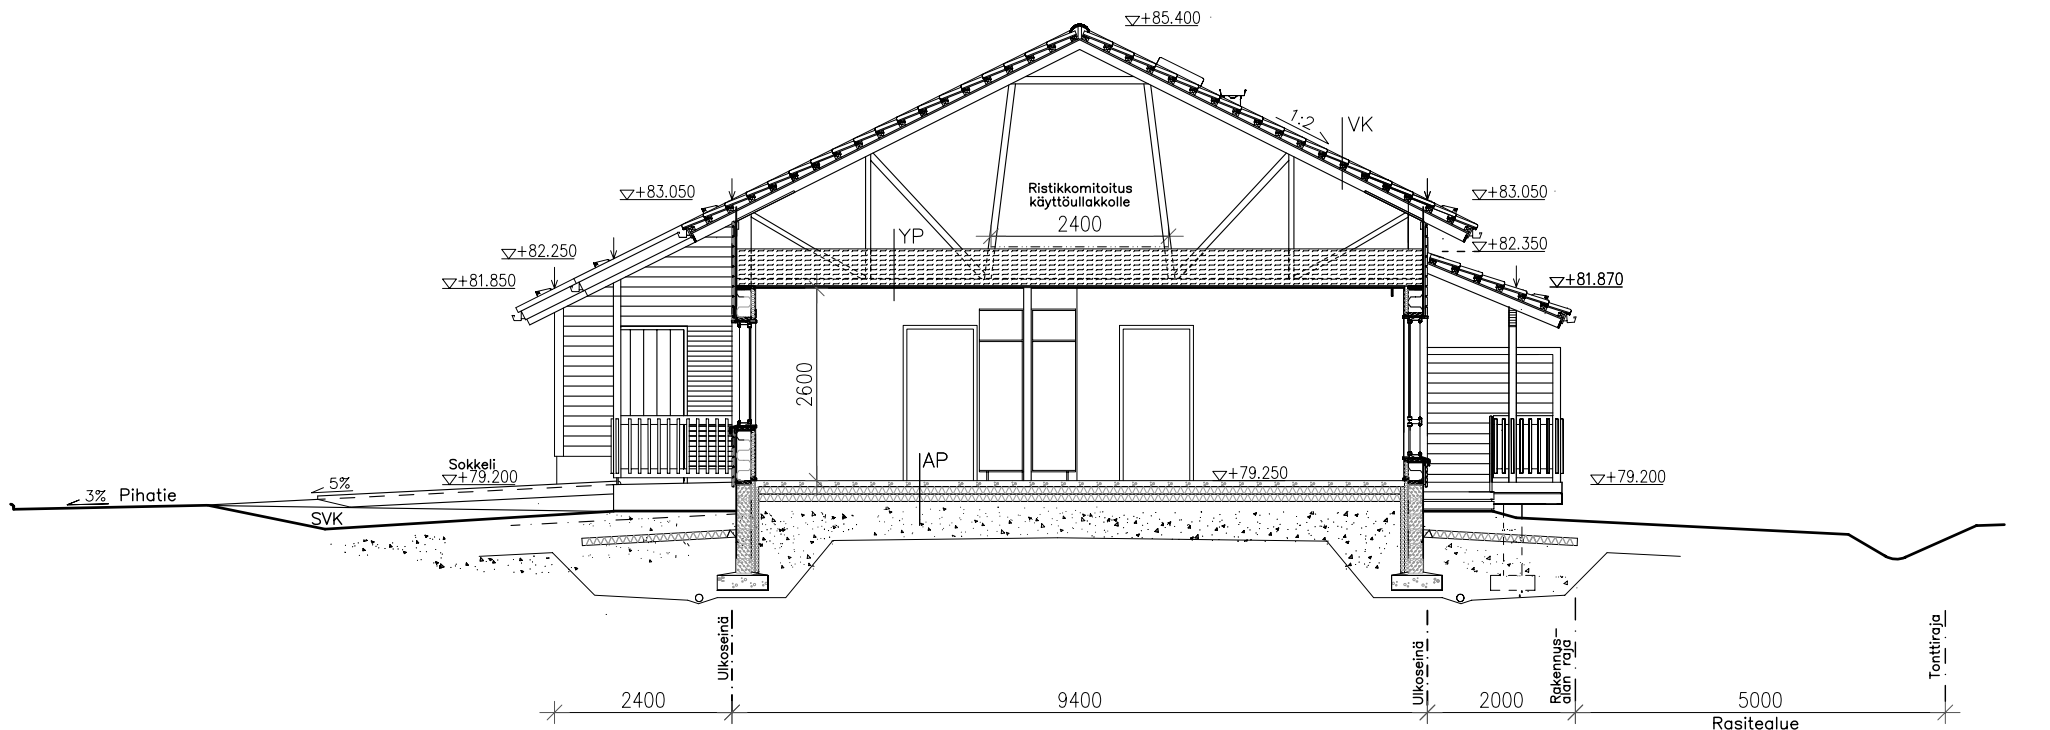 +85.400
1:2
VK
+83.050
Ristikkomitoitus
käyttöullakkolle
2400
+83.050
YP
+82.250
+82.350
+81.850
+81.870
2600
AP
Sokkeli
+79.200
+79.250
+79.200
5%
3%
Pihatie
SVK
Ulkoseinä
Ulkoseinä
Rakennus-
alan raja
Tonttiraja
2400
9400
2000
5000
Rasitealue